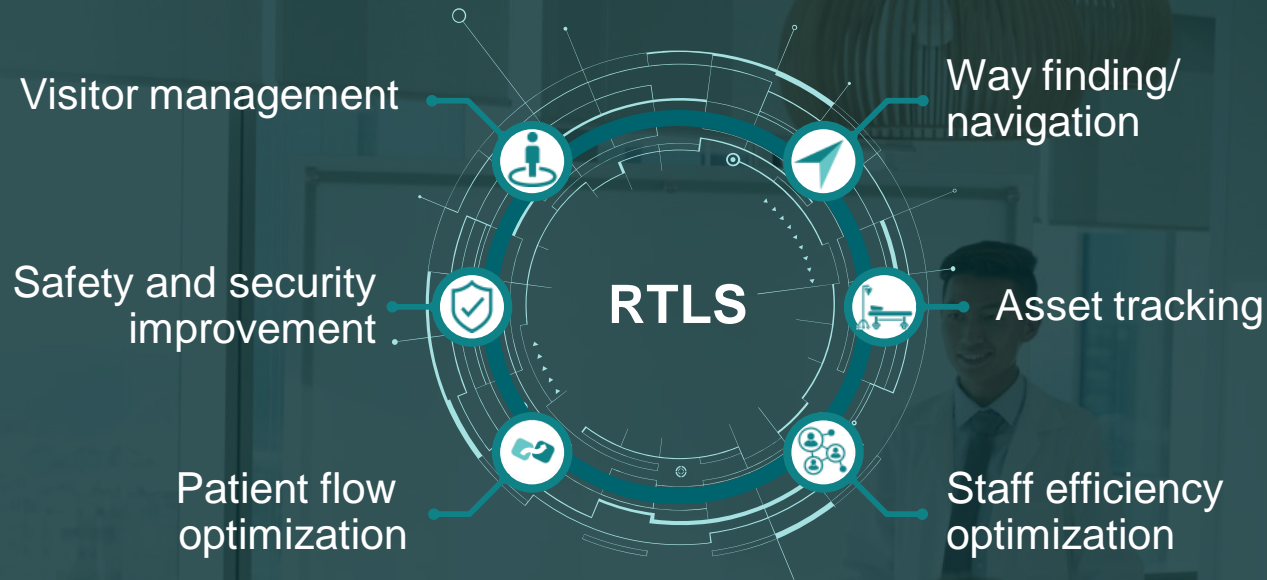 Visitor management
Way finding/
navigation
Safety and security
improvement
RTLS
Asset tracking
Patient flow
optimization
Staff efficiency
optimization